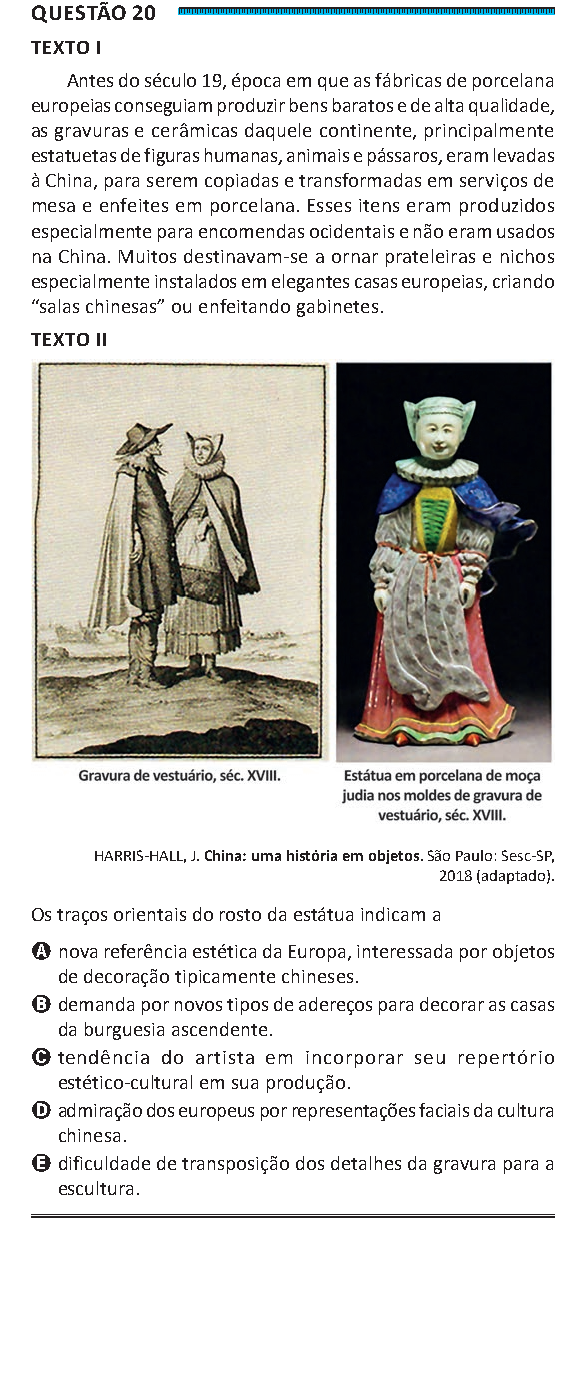 QUESTÃO 20
TEXTO I
Antes do século 19, época em que as fábricas de porcelana
europeias conseguiam produzir bens baratos e de alta qualidade,
as gravuras e cerâmicas daquele continente, principalmente
estatuetas de figuras humanas, animais e pássaros, eram levadas
à China, para serem copiadas e transformadas em serviços de
mesa e enfeites em porcelana. Esses itens eram produzidos
especialmente para encomendas ocidentais e não eram usados
na China. Muitos destinavam-se a ornar prateleiras e nichos
especialmente instalados em elegantes casas europeias, criando
“salas chinesas” ou enfeitando gabinetes.
TEXTO II
Gravura de vestuário, séc. XVIII.
Estátua em porcelana de moça
judia nos moldes de gravura de
vestuário, séc. XVIII.
HARRIS-HALL, J. China: uma história em objetos. São Paulo: Sesc-SP,
2018 (adaptado).
Os traços orientais do rosto da estátua indicam a
A nova referência estética da Europa, interessada por objetos
de decoração tipicamente chineses.
B demanda por novos tipos de adereços para decorar as casas
da burguesia ascendente.
C tendência do artista em incorporar seu repertório
estético-cultural em sua produção.
D admiração dos europeus por representações faciais da cultura
chinesa.
E dificuldade de transposição dos detalhes da gravura para a
escultura.